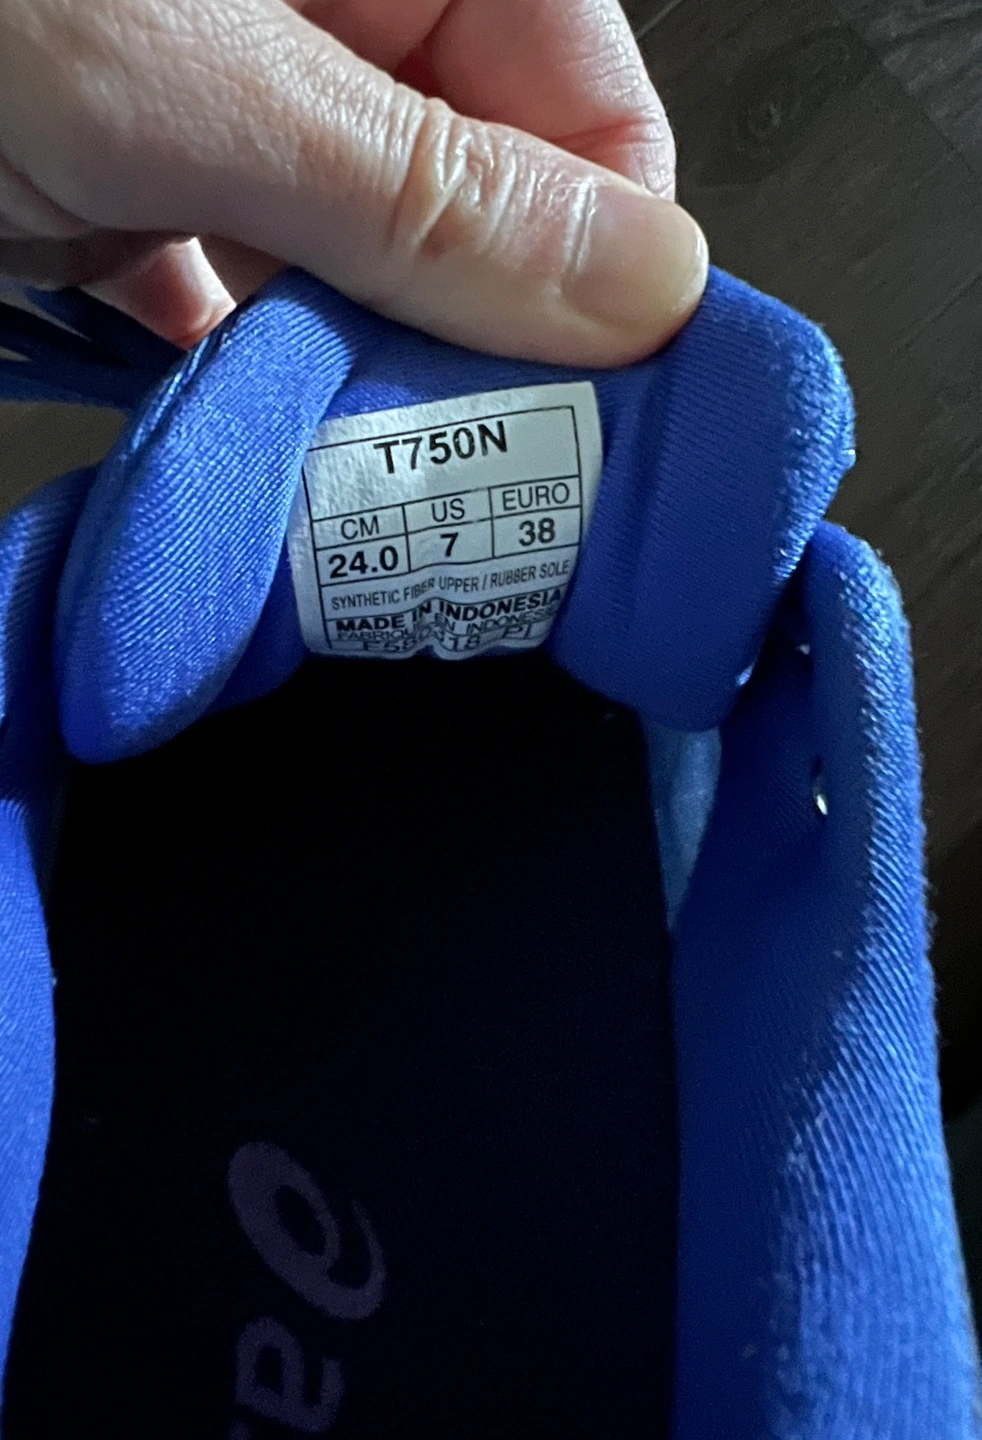 T750N
CM US EURO
24.0 7 38
SYNTHETIC FIBER UPPER / RUBBER SOLE
MADE IN INDONESIA